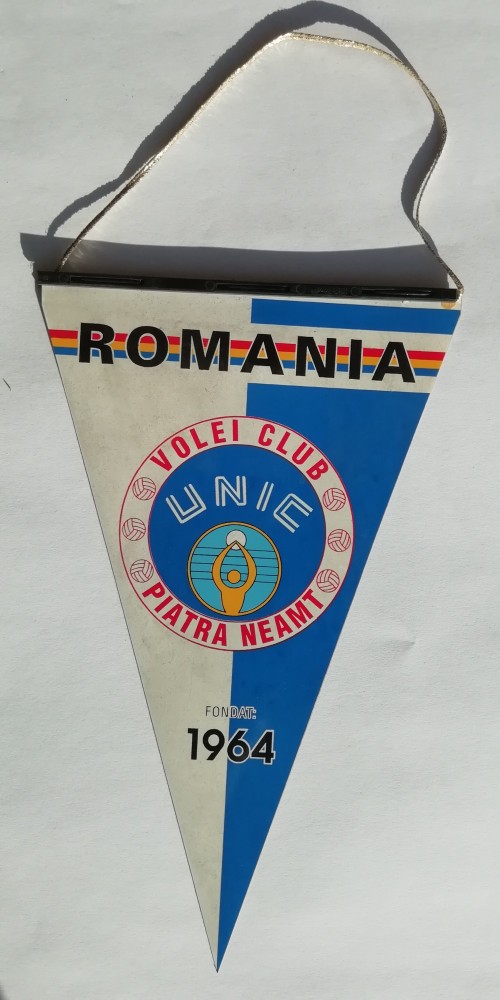 ROMANIA
VOLEI CLUB
UNIC
PIATRA NEAMT
FONDAT:
1964